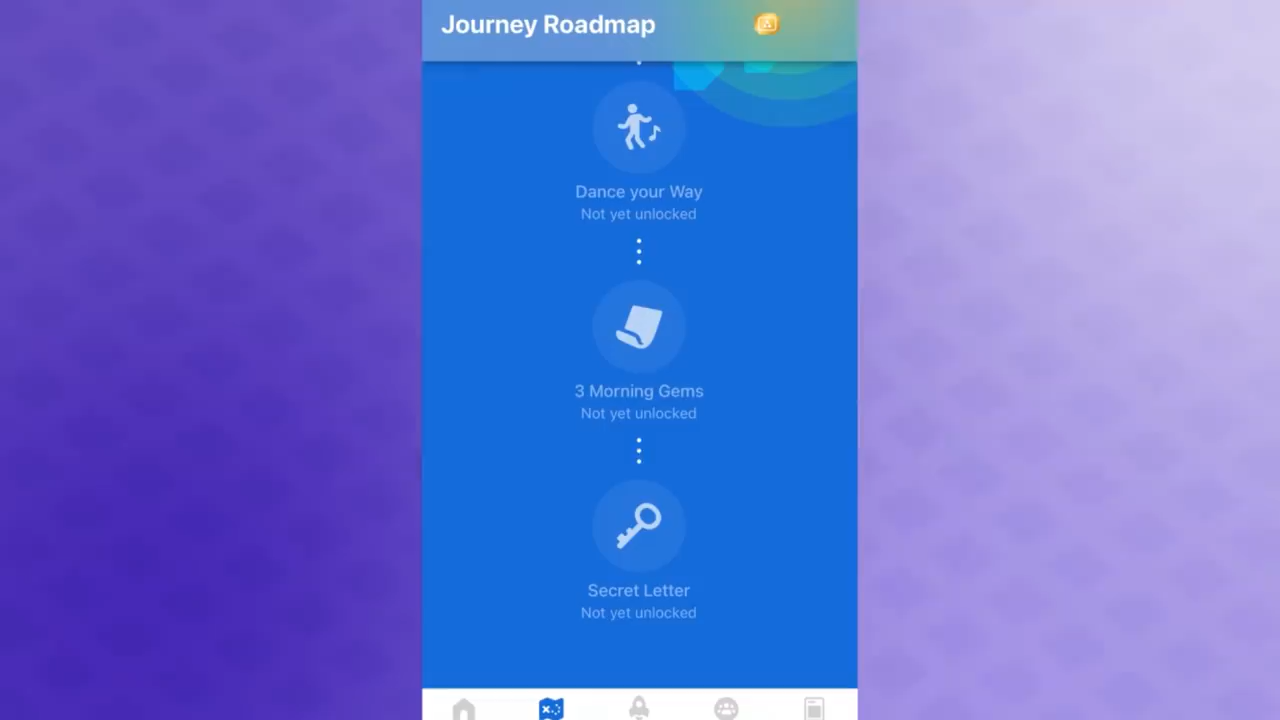 Journey Roadmap
Dance your Way
Not yet unlocked
3 Morning Gems
Not yet unlocked
Secret Letter
Not yet unlocked